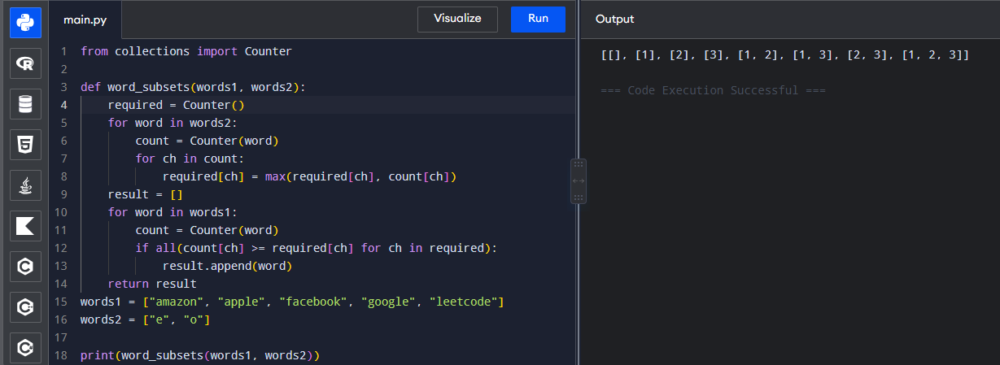 main.py
Visualize
Run
Output
1 from collections import Counter
2
3 def word_subsets(words1, words2):
4     required = Counter()
5     for word in words2:
6         count = Counter(word)
7         for ch in count:
8             required[ch] = max(required[ch], count[ch])
9     result = []
10     for word in words1:
11         count = Counter(word)
12         if all(count[ch] >= required[ch] for ch in required):
13             result.append(word)
14     return result
15 words1 = ["amazon", "apple", "facebook", "google", "leetcode"]
16 words2 = ["e", "o"]
17
18 print(word_subsets(words1, words2))
[[], [1], [2], [3], [1, 2], [1, 3], [2, 3], [1, 2, 3]]
=== Code Execution Successful ===